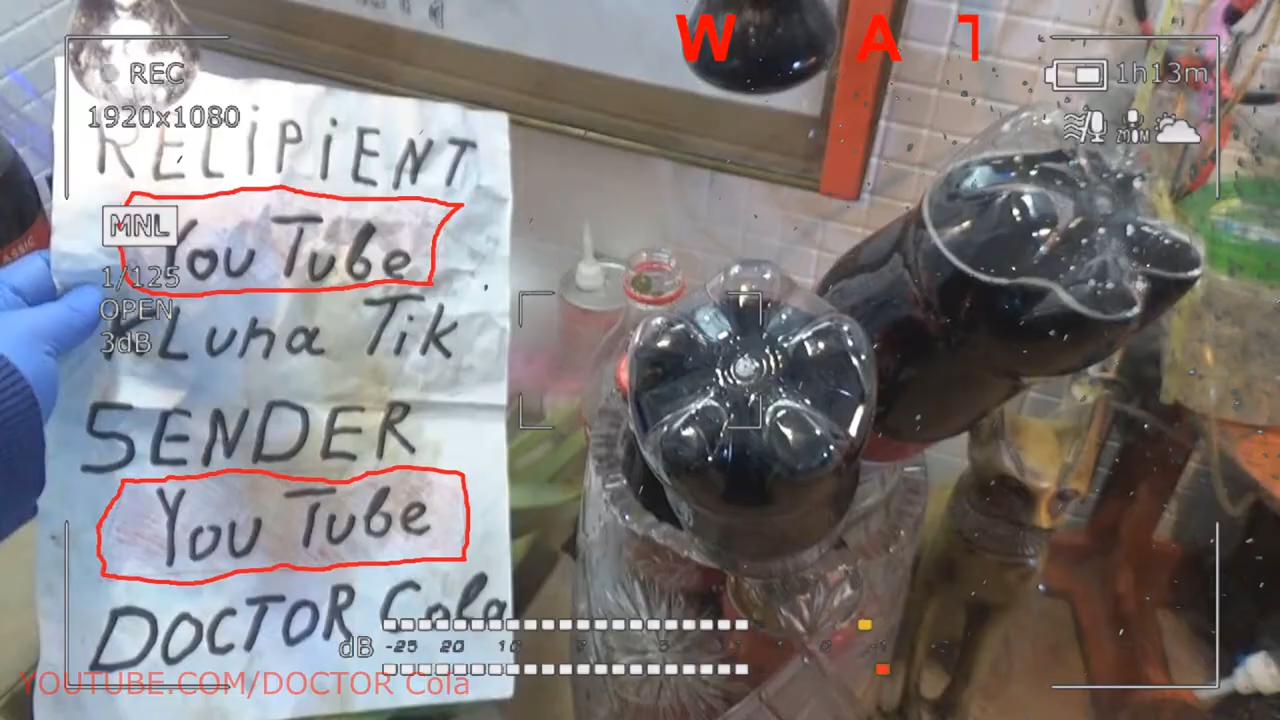 W A T
REC
1h13m
1920x1080
RECIPIENT
MNL
YouTube
1/125
OPEN
Luna Tik
3dB
SENDER
YouTube
DOCTOR Cola
dB -25 20 10
YOUTUBE.COM/DOCTOR Cola